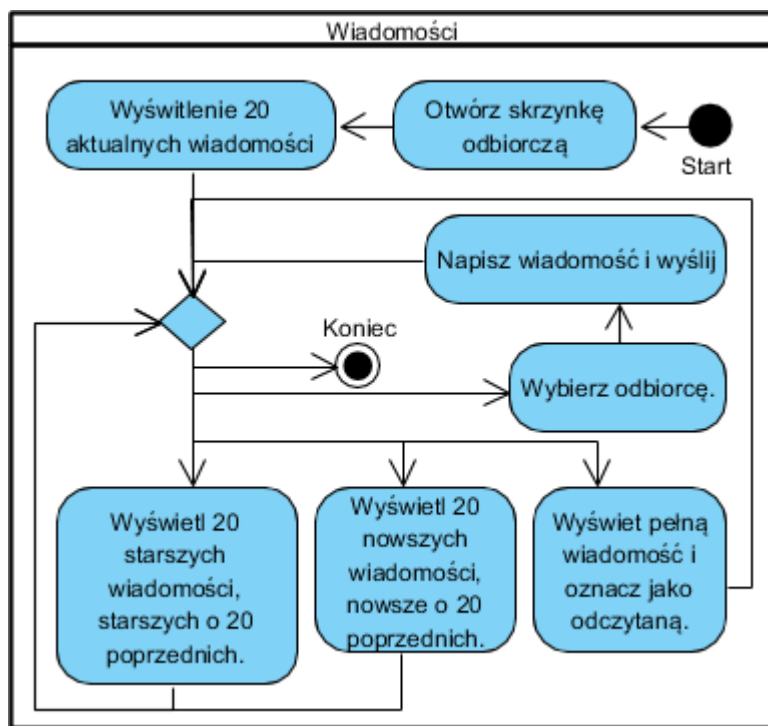 Wiadomości
Wyświtlenie 20
aktualnych wiadomości
Otwórz skrzynkę
odbiorczą
Start
Napisz wiadomość i wyślij
Koniec
Wybierz odbiorcę.
Wyświetl 20
starszych
wiadomości,
starszych o 20
poprzednich.
Wyświetl 20
nowszych
wiadomości,
nowsze o 20
poprzednich.
Wyświet pełną
wiadomość i
oznacz jako
odczytaną.